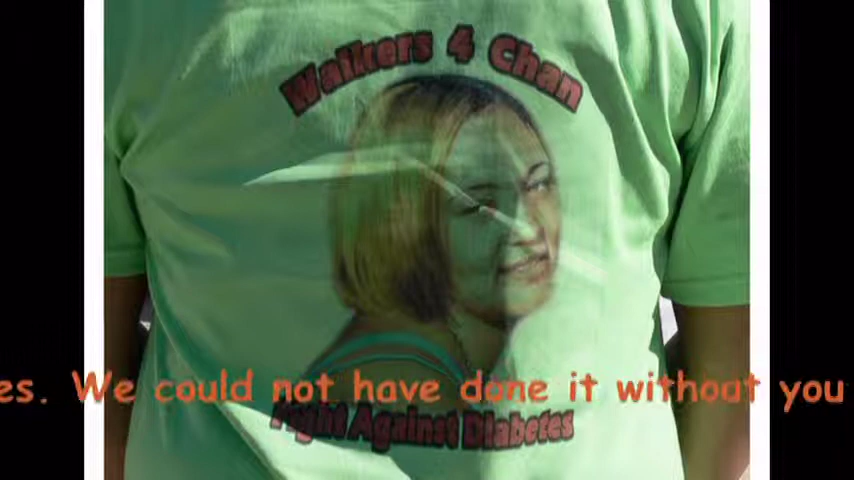 Walkers 4 Chan
es. We could not have done it without you
Fight Against Diabetes